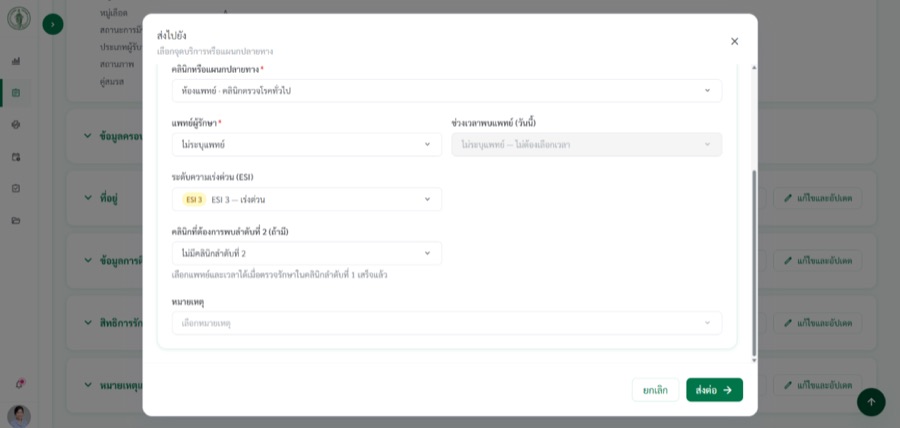 หมู่เลือด
สถานะการมี
ประเภทผู้รับ
สถานภาพ
คู่สมรส
ส่งไปยัง
เลือกจุดบริการหรือแผนกปลายทาง
คลินิกหรือแผนกปลายทาง *
ห้องแพทย์ · คลินิกตรวจโรคทั่วไป
แพทย์ผู้รักษา *
ช่วงเวลาพบแพทย์ (วันนี้)
ไม่ระบุแพทย์
ไม่ระบุแพทย์ — ไม่ต้องเลือกเวลา
ระดับความเร่งด่วน (ESI)
ESI 3 ESI 3 — เร่งด่วน
คลินิกที่ต้องการพบลำดับที่ 2 (ถ้ามี)
ไม่มีคลินิกลำดับที่ 2
เลือกแพทย์และเวลาได้เมื่อตรวจรักษาในคลินิกลำดับที่ 1 เสร็จแล้ว
หมายเหตุ
เลือกหมายเหตุ
ยกเลิก
ส่งต่อ
ข้อมูลครอบ
ที่อยู่
แก้ไขและอัปเดต
ข้อมูลการ
แก้ไขและอัปเดต
สิทธิการรัก
แก้ไขและอัปเดต
หมายเหตุ
แก้ไขและอัปเดต